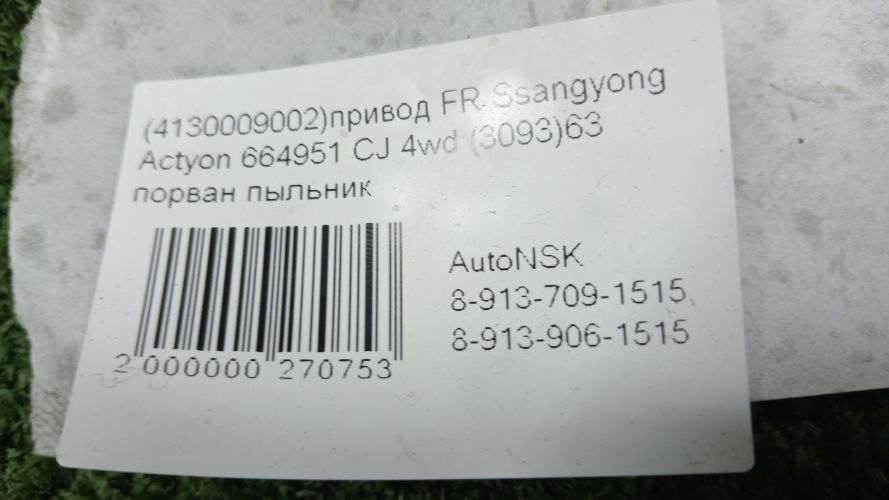 (4130009002)привод FR Ssangyong
Actyon 664951 CJ 4wd (3093)63
порван пыльник
AutoNSK
8-913-709-1515,
8-913-906-1515
2 000000 270753